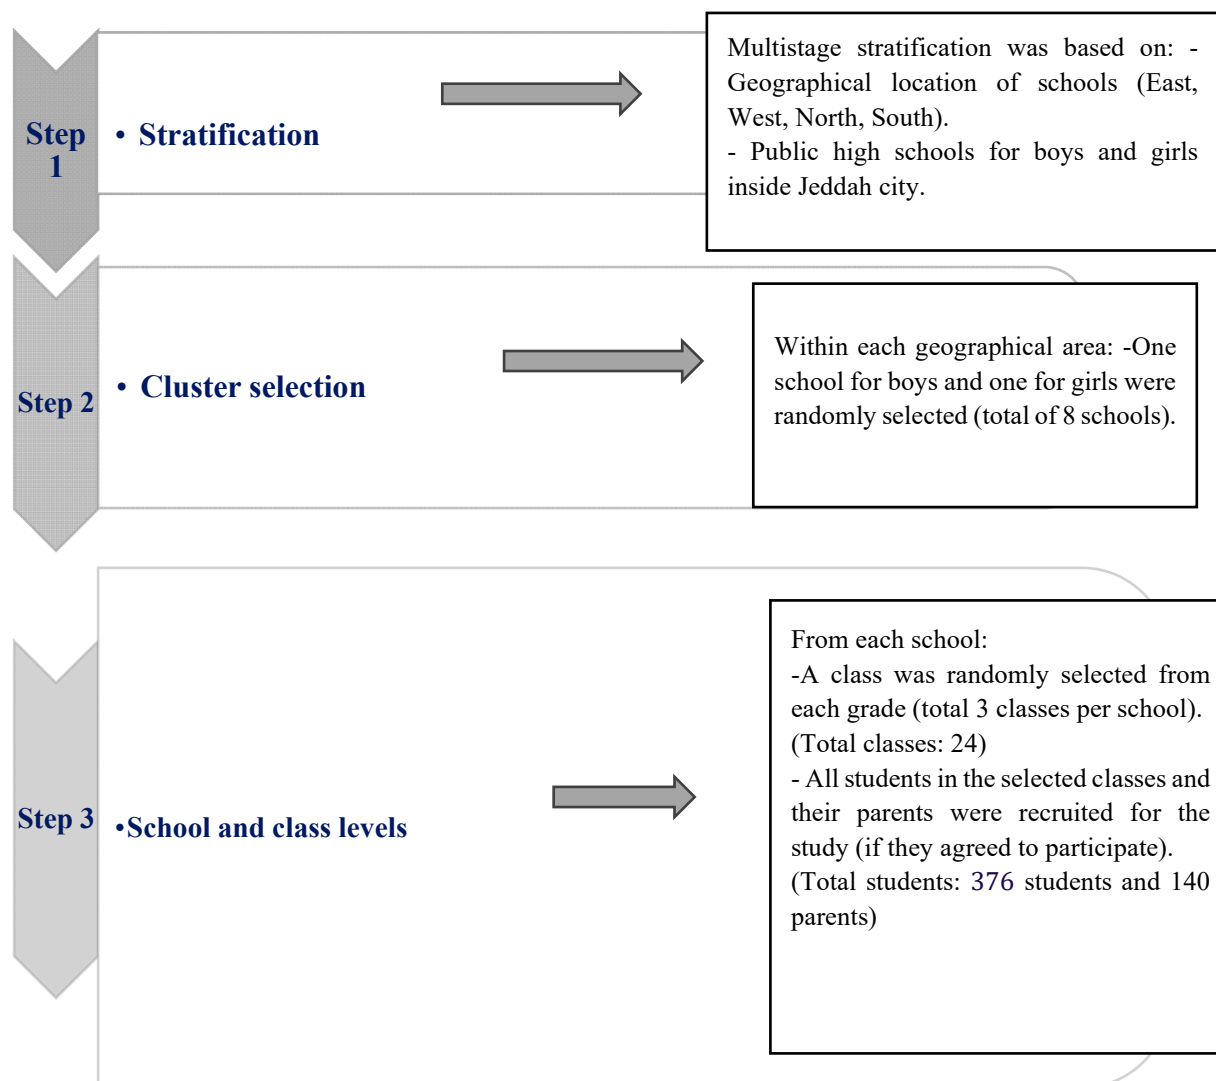 Step
1
• Stratification
Multistage stratification was based on: -
Geographical location of schools (East,
West, North, South).
- Public high schools for boys and girls
inside Jeddah city.
Step 2
• Cluster selection
Within each geographical area: -One
school for boys and one for girls were
randomly selected (total of 8 schools).
Step 3
•School and class levels
From each school:
-A class was randomly selected from
each grade (total 3 classes per school).
(Total classes: 24)
- All students in the selected classes and
their parents were recruited for the
study (if they agreed to participate).
(Total students: 376 students and 140
parents)